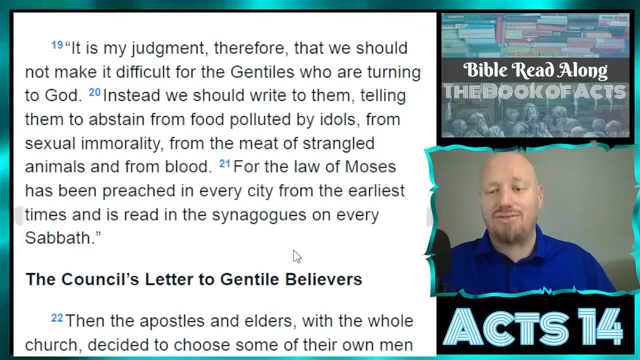 19 “It is my judgment, therefore, that we should
not make it difficult for the Gentiles who are turning
to God. 20 Instead we should write to them, telling
them to abstain from food polluted by idols, from
sexual immorality, from the meat of strangled
animals and from blood. 21 For the law of Moses
has been preached in every city from the earliest
times and is read in the synagogues on every
Sabbath.”
The Council’s Letter to Gentile Believers
22 Then the apostles and elders, with the whole
church, decided to choose some of their own men
Bible Read Along
THE BOOK OF ACTS
ACTS 14